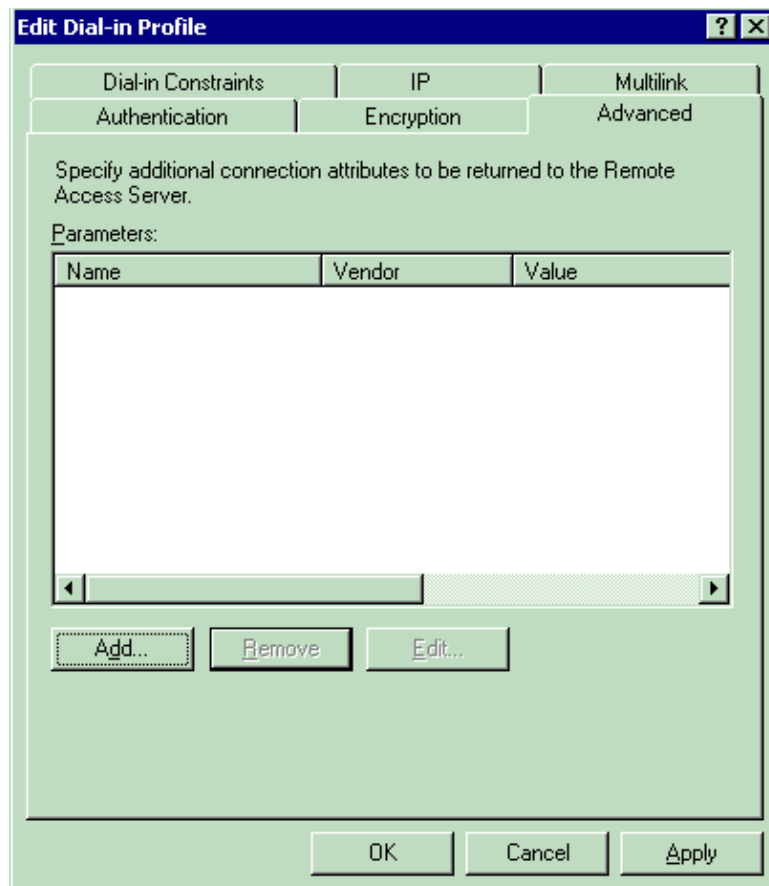 Edit Dial-in Profile
Dial-in Constraints IP Multilink
Authentication Encryption Advanced
Specify additional connection attributes to be returned to the Remote
Access Server.
Parameters:
Name Vendor Value
Add... Remove Edit...
OK Cancel Apply